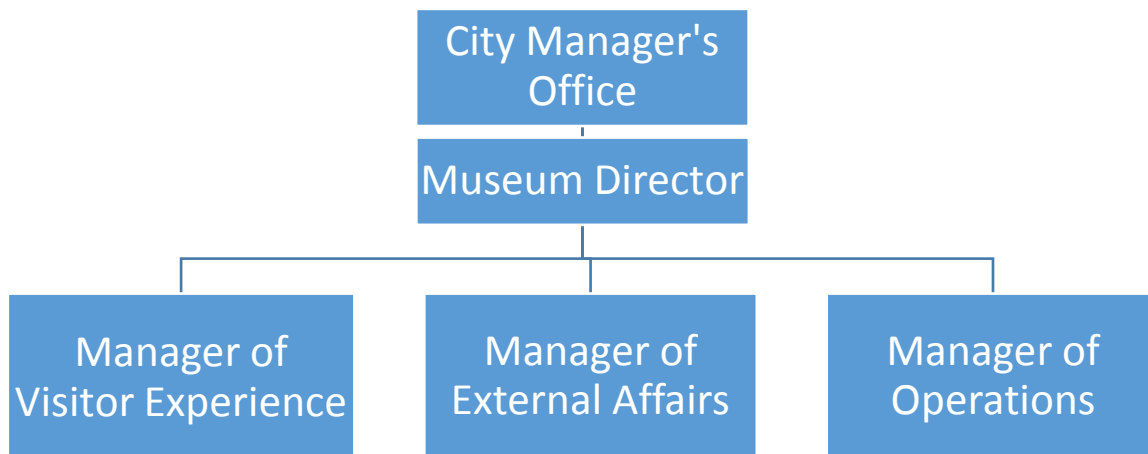 City Manager's
Office
Museum Director
Manager of
Visitor Experience
Manager of
External Affairs
Manager of
Operations